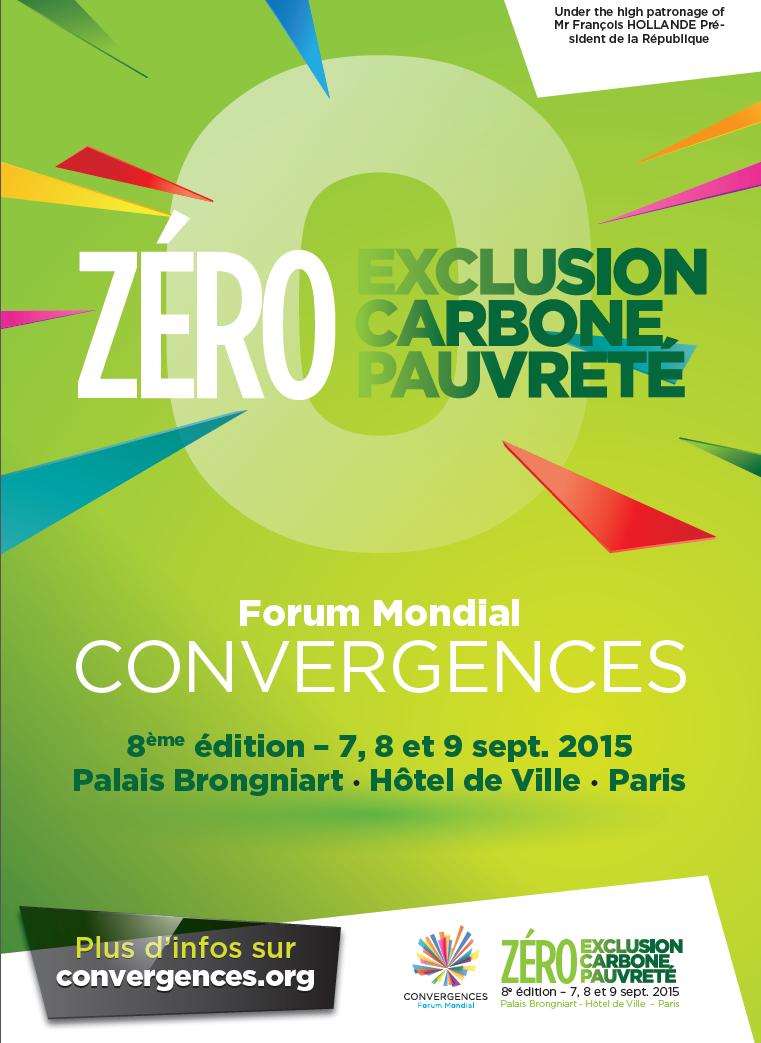 Under the high patronage of
Mr François HOLLANDE Pré-
sident de la République
0
ZÉRO
EXCLUSION
CARBONE
PAUVRETÉ
Forum Mondial
CONVERGENCES
8ème édition – 7, 8 et 9 sept. 2015
Palais Brongniart • Hôtel de Ville • Paris
Plus d'infos sur
convergences.org
CONVERGENCES
Forum Mondial
ZÉRO
EXCLUSION
CARBONE
PAUVRETÉ
8e édition – 7, 8 et 9 sept. 2015
Palais Brongniart - Hôtel de Ville – Paris